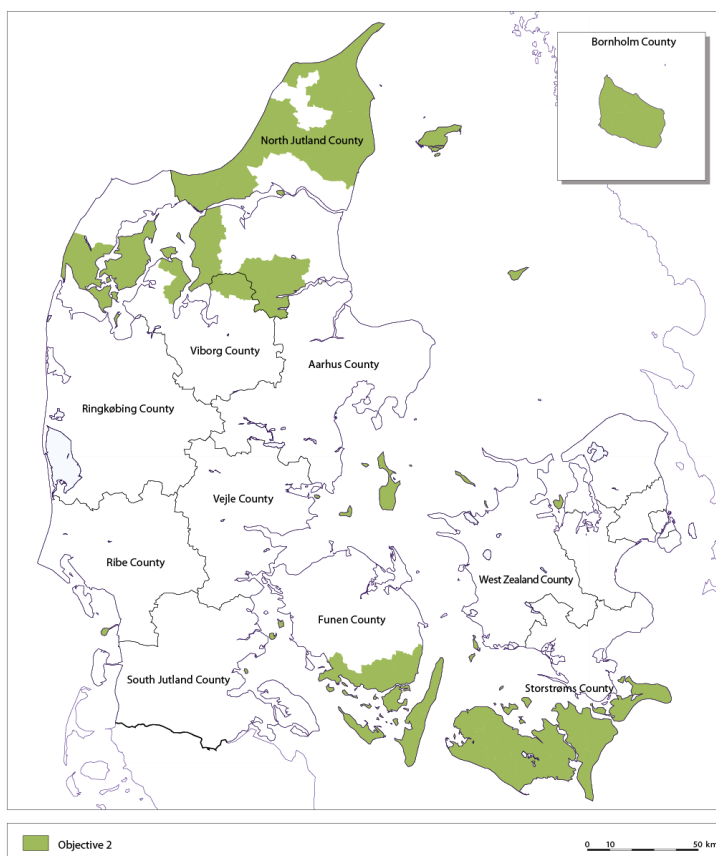 Bornholm County
North Jutland County
Viborg County
Aarhus County
Ringkøbing County
Vejle County
Ribe County
West Zealand County
Funen County
South Jutland County
Storstrøms County
Objective 2
0 10 50 km